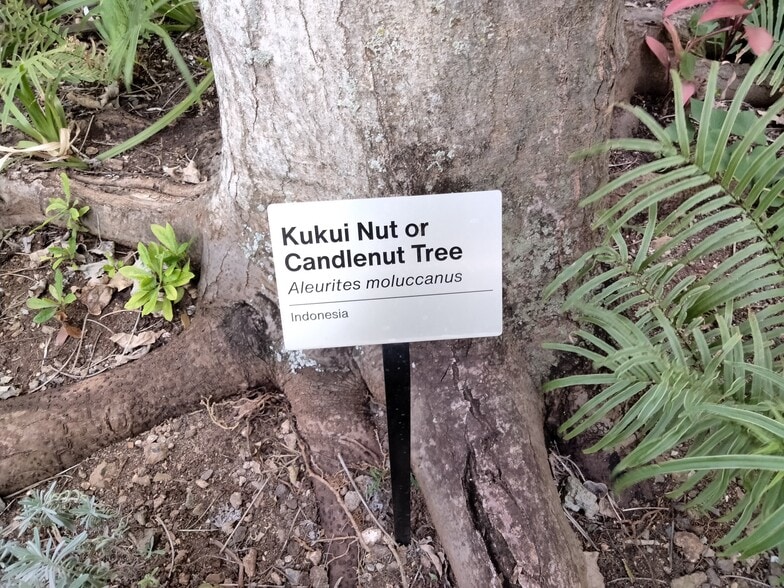 Kukui Nut or
Candlenut Tree
Aleurites moluccanus
Indonesia